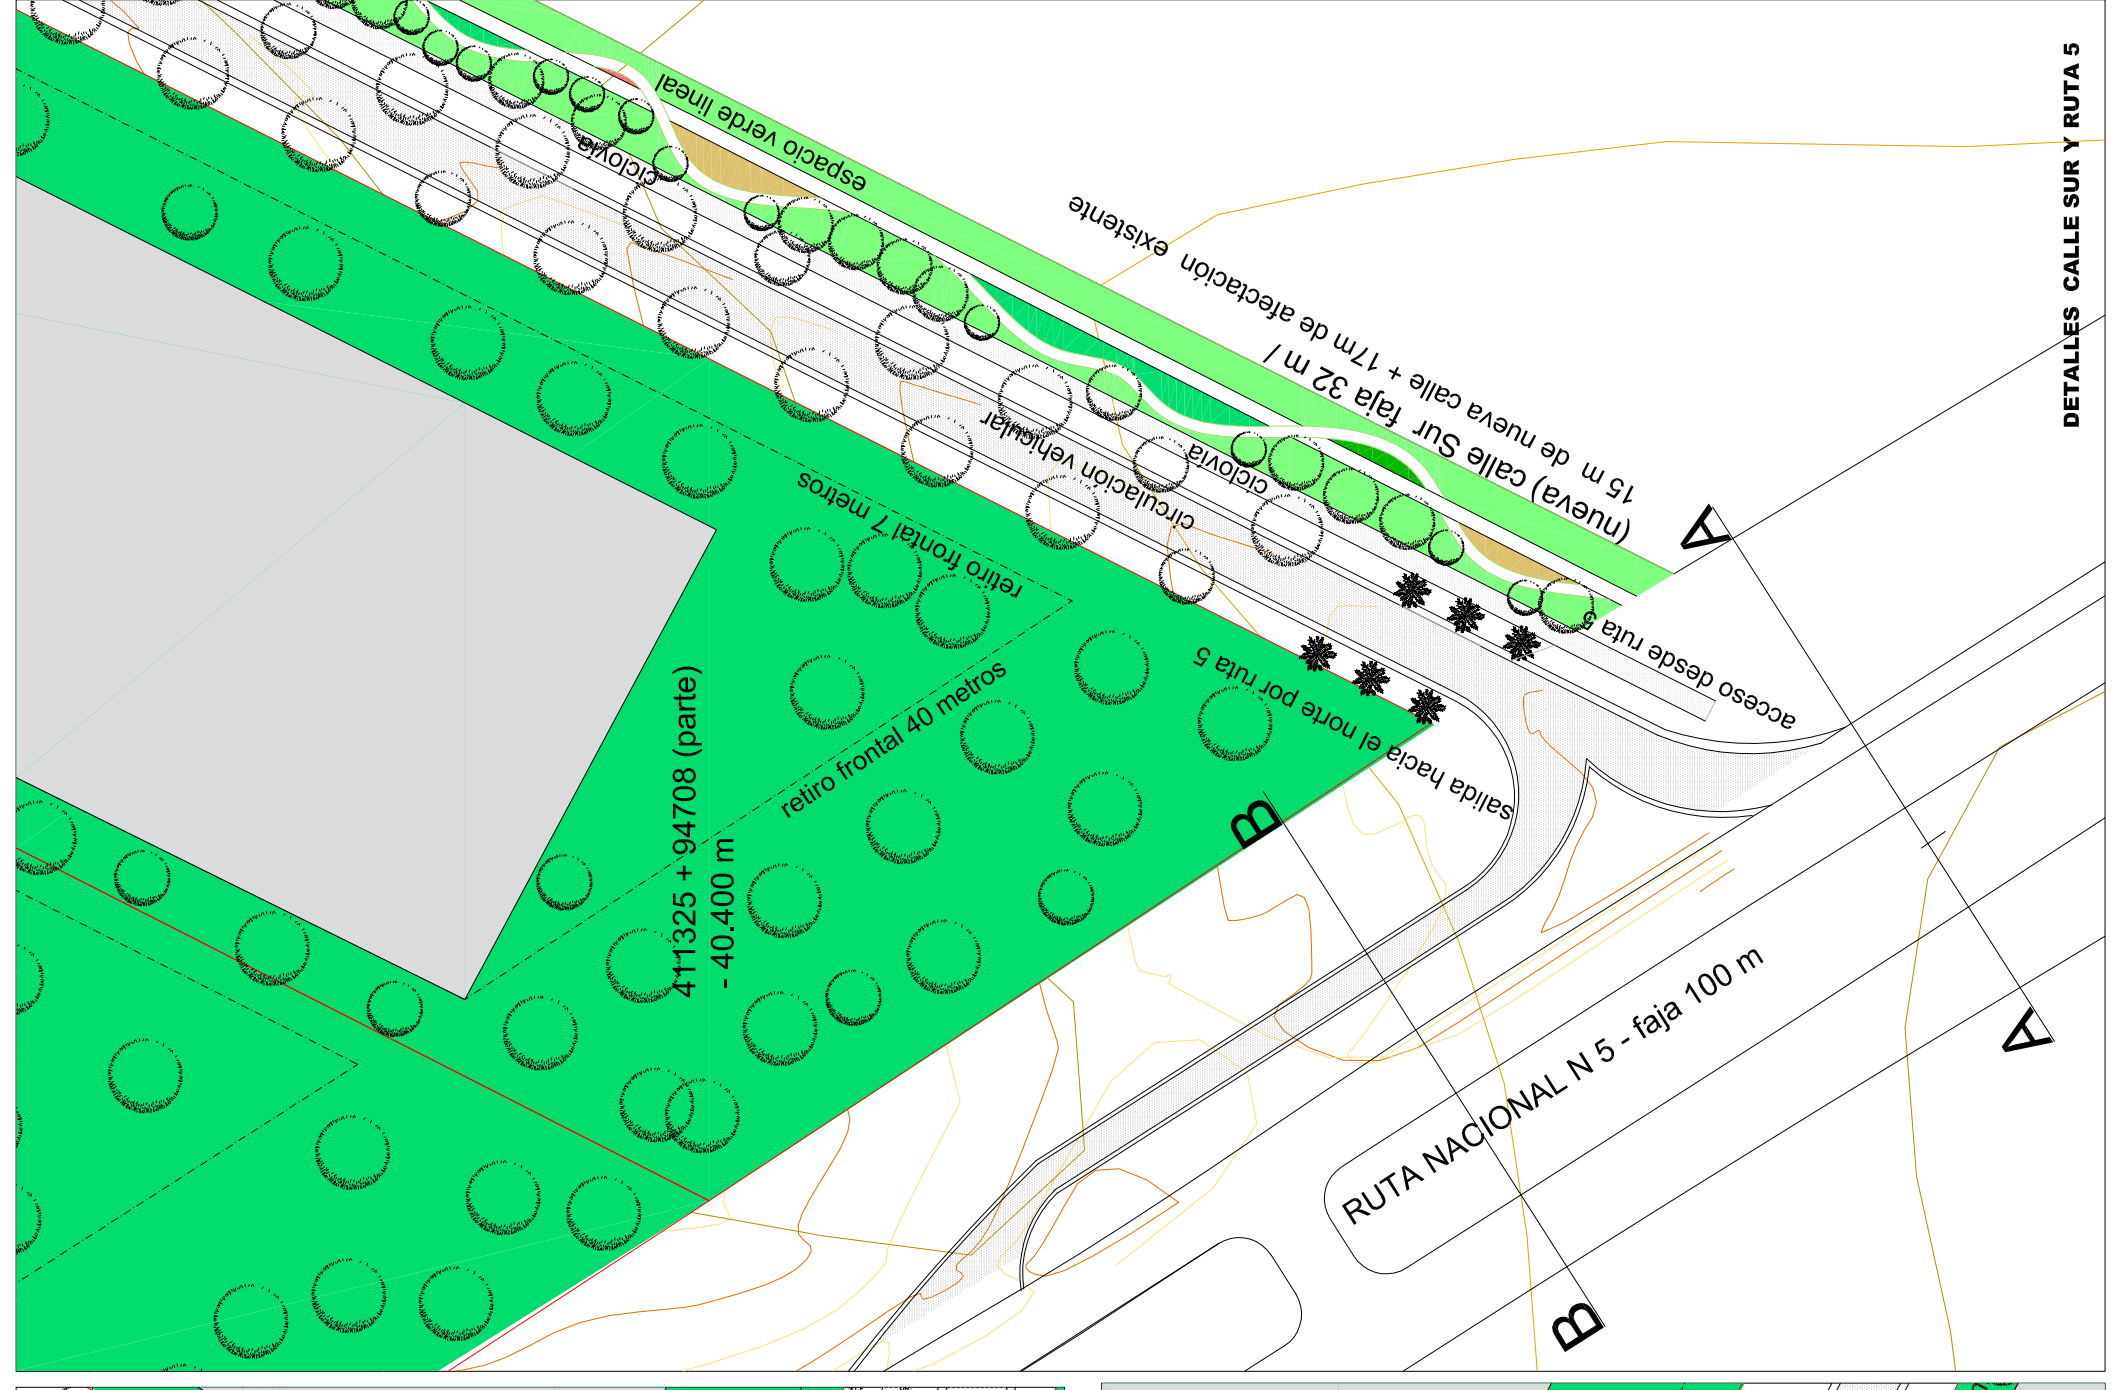 DETALLES CALLE SUR Y RUTA 5
espacio verde lineal
ciclovía
(nueva) calle Sur faja 32 m /
15 m de nueva calle + 17m de afectación existente
circulación vehicular
ciclovía
retiro frontal 7 metros
acceso desde ruta 5
salida hacia el norte por ruta 5
retiro frontal 40 metros
411325 + 94708 (parte)
- 40.400 m
RUTA NACIONAL N 5 - faja 100 m
A
A
B
B